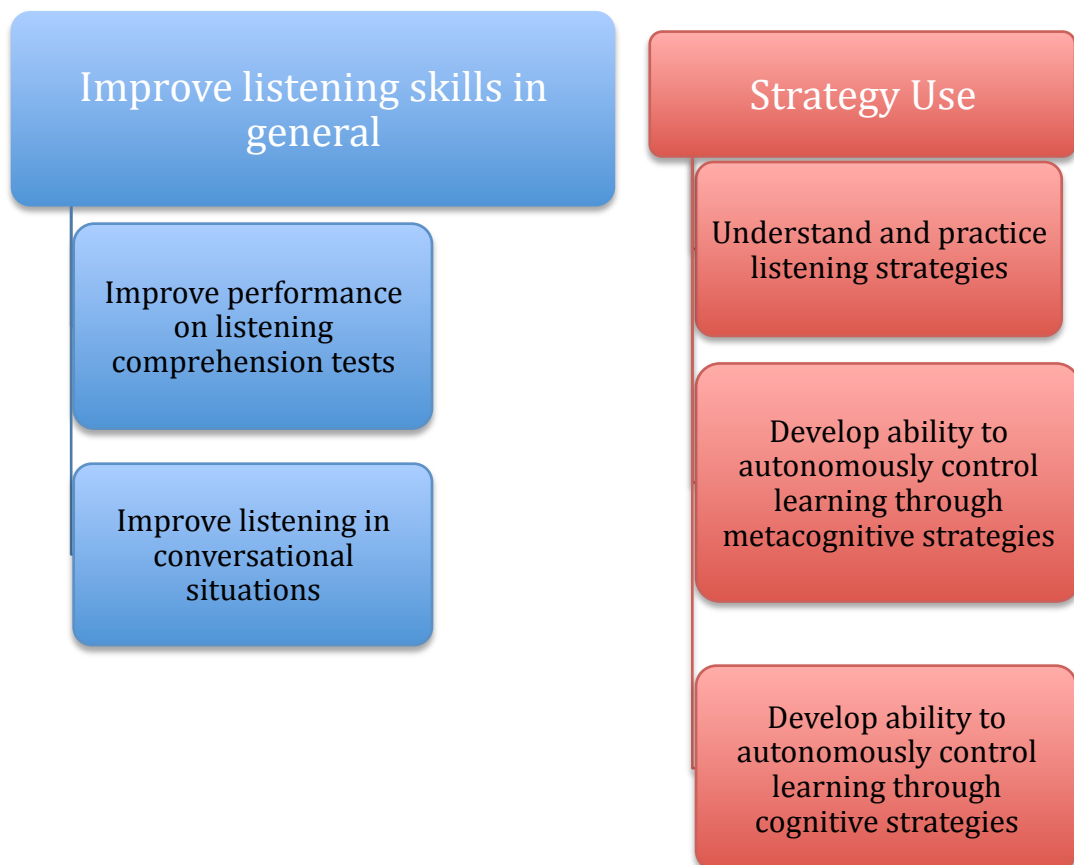 Improve listening skills in
general
Improve performance
on listening
comprehension tests
Improve listening in
conversational
situations
Strategy Use
Understand and practice
listening strategies
Develop ability to
autonomously control
learning through
metacognitive strategies
Develop ability to
autonomously control
learning through
cognitive strategies